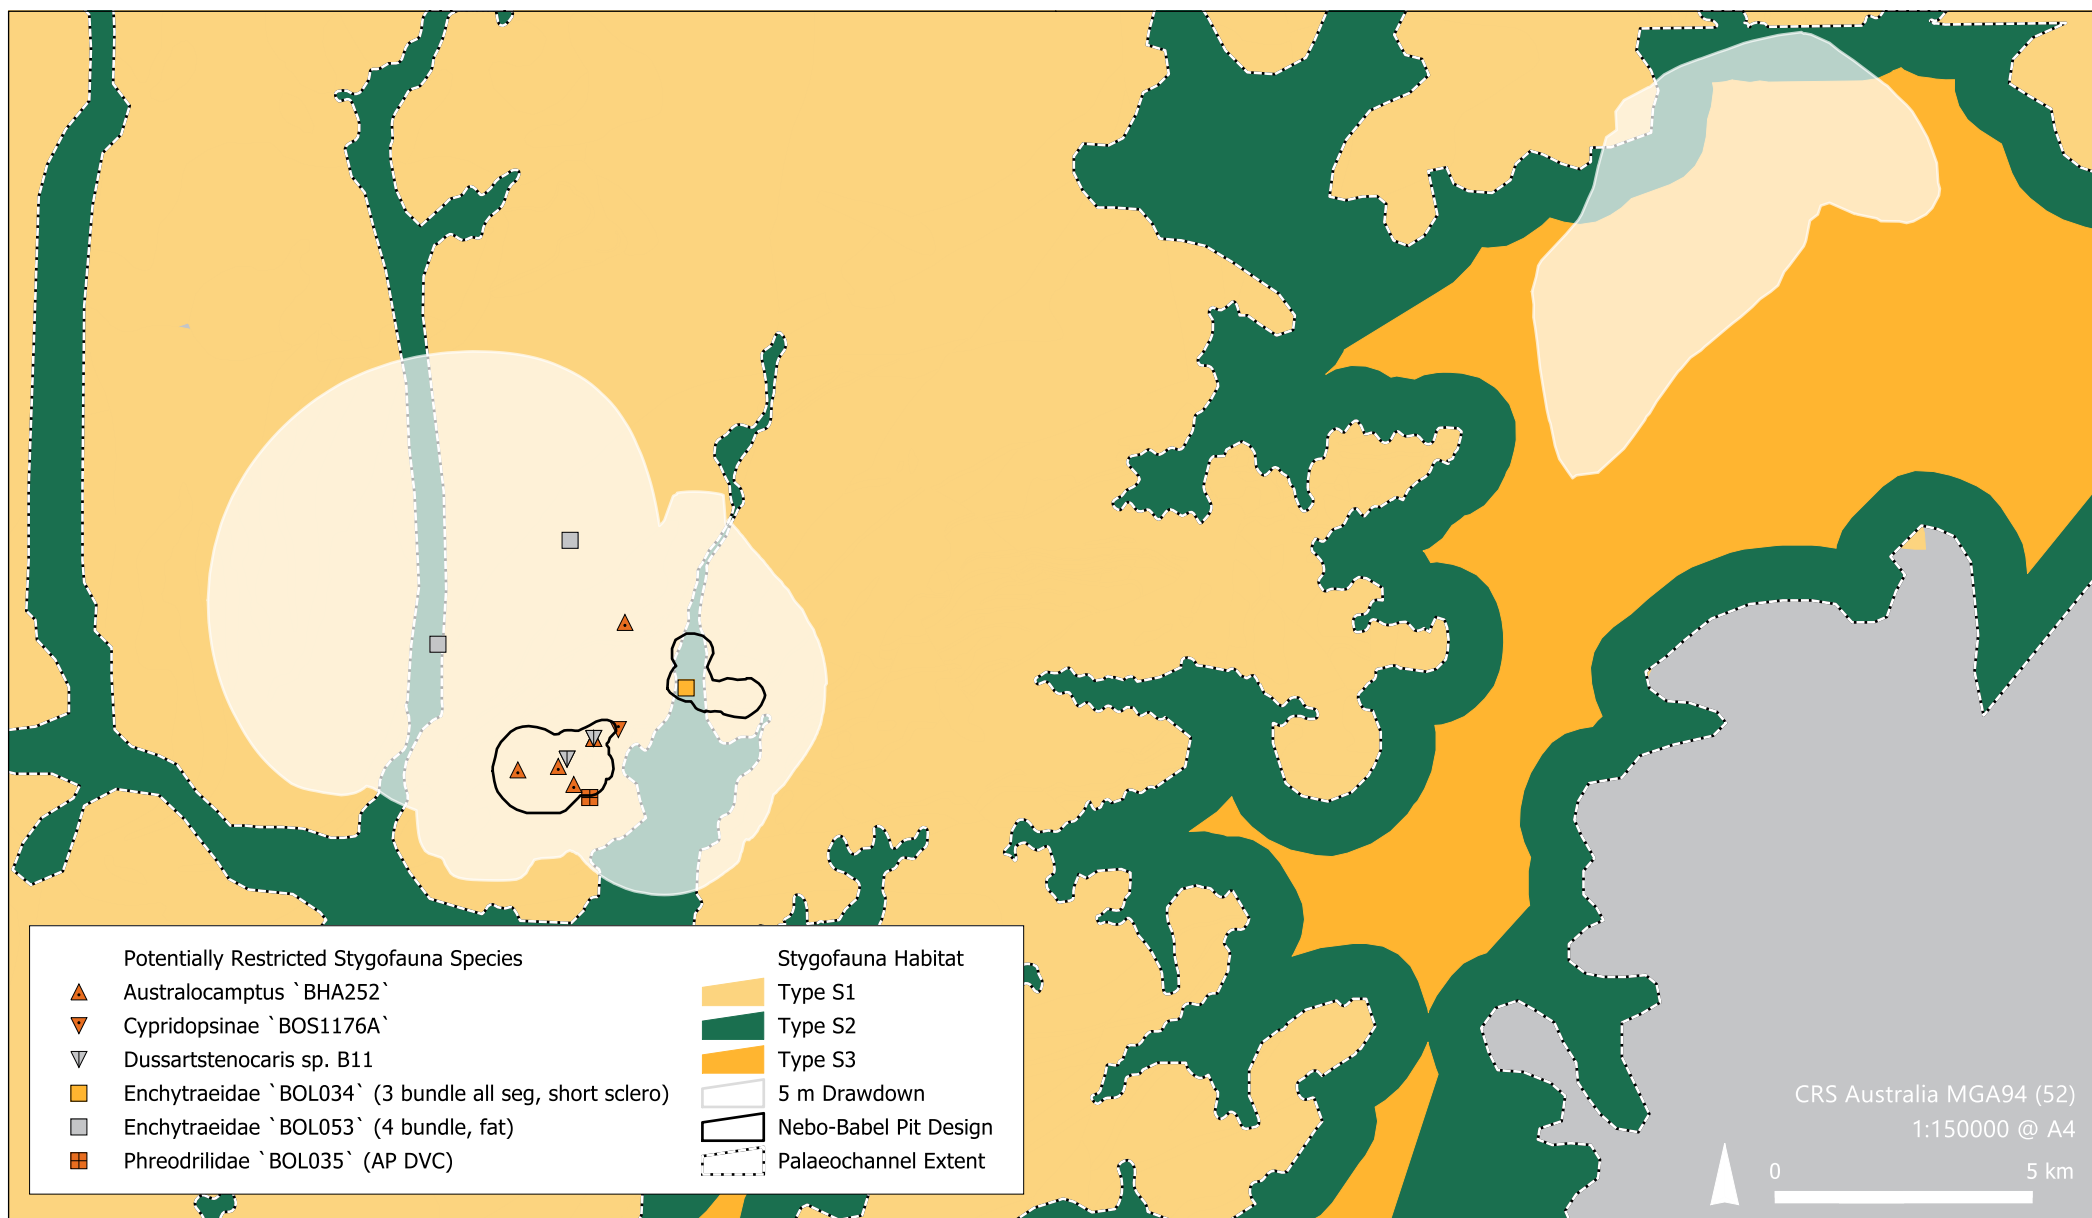 Potentially Restricted Stygofauna Species
Australocamptus `BHA252`
Cypridopsinae `BOS1176A`
Dussartstenocaris sp. B11
Enchytraeidae `BOL034` (3 bundle all seg, short sclero)
Enchytraeidae `BOL053` (4 bundle, fat)
Phreodrilidae `BOL035` (AP DVC)
Stygofauna Habitat
Type S1
Type S2
Type S3
5 m Drawdown
Nebo-Babel Pit Design
Palaeochannel Extent
CRS Australia MGA94 (52)
1:150000 @ A4
0 5 km